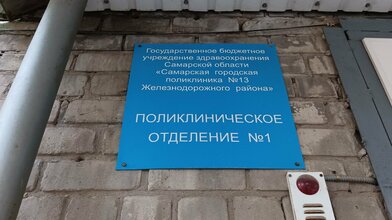 Государственное бюджетное
учреждение здравоохранения
Самарской области
«Самарская городская
поликлиника №13
Железнодорожного района»
ПОЛИКЛИНИЧЕСКОЕ
ОТДЕЛЕНИЕ №1